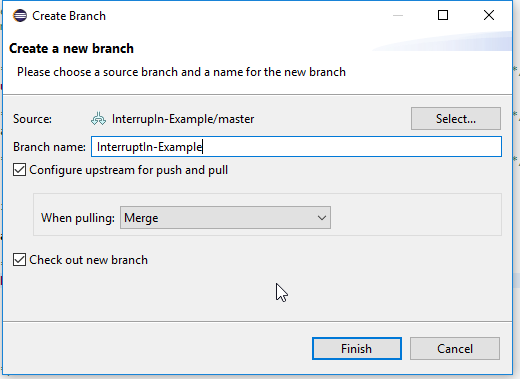 Create Branch
Create a new branch
Please choose a source branch and a name for the new branch
Source: InterrupIn-Example/master Select...
Branch name: InterruptIn-Example
Configure upstream for push and pull
When pulling: Merge
Check out new branch
Finish Cancel